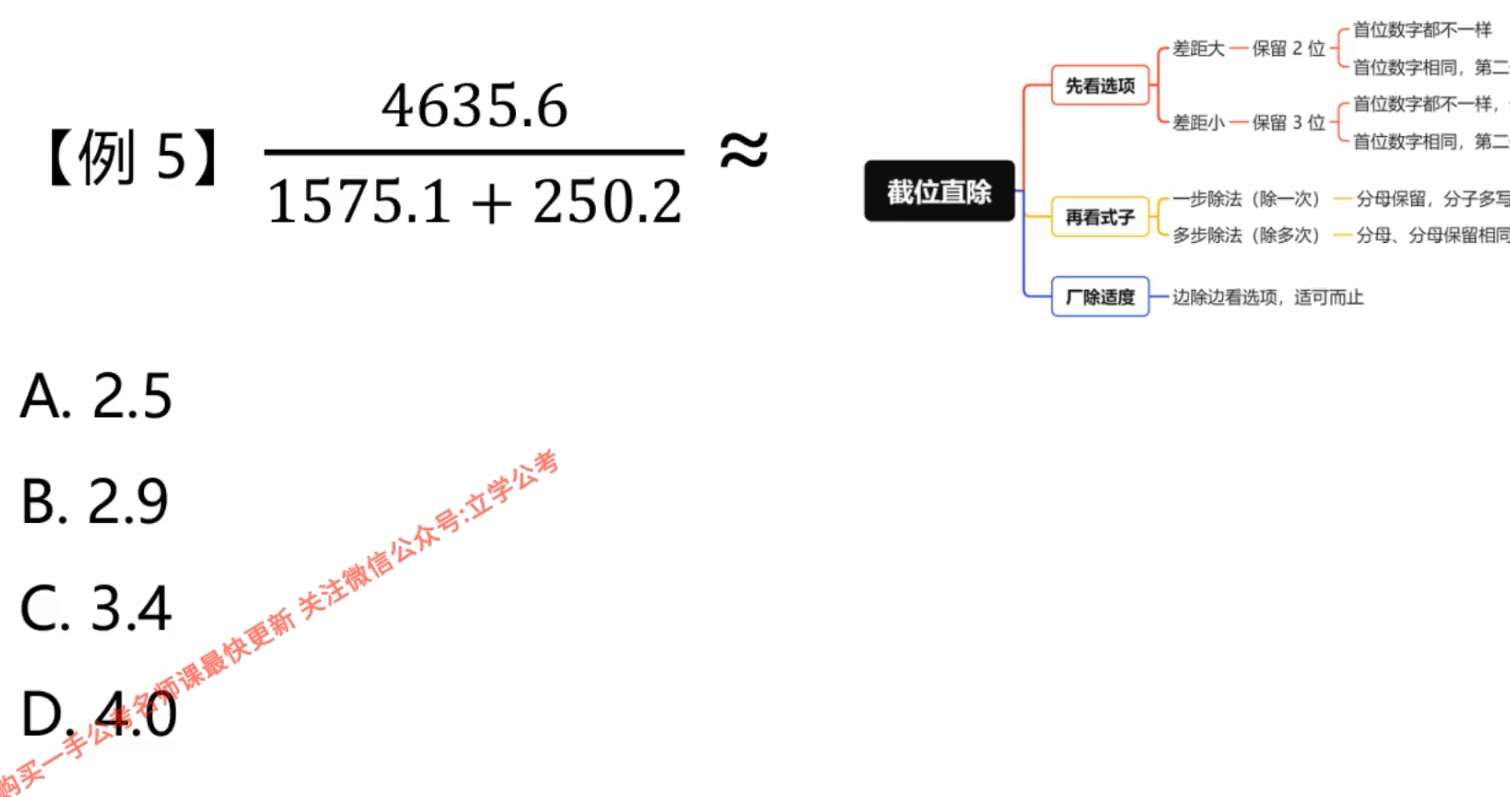 【例 5】
4635.6
1575.1 + 250.2
≈
A. 2.5
B. 2.9
C. 3.4
D. 4.0
截位直除
先看选项
差距大
保留 2 位
首位数字都不一样
首位数字相同，第二
差距小
保留 3 位
首位数字都不一样，
首位数字相同，第二
再看式子
一步除法（除一次）
分母保留，分子多写
多步除法（除多次）
分母、分母保留相同
厂除适度
边除边看选项，适可而止
购买一手公考名师课最快更新 关注微信公众号:立学公考